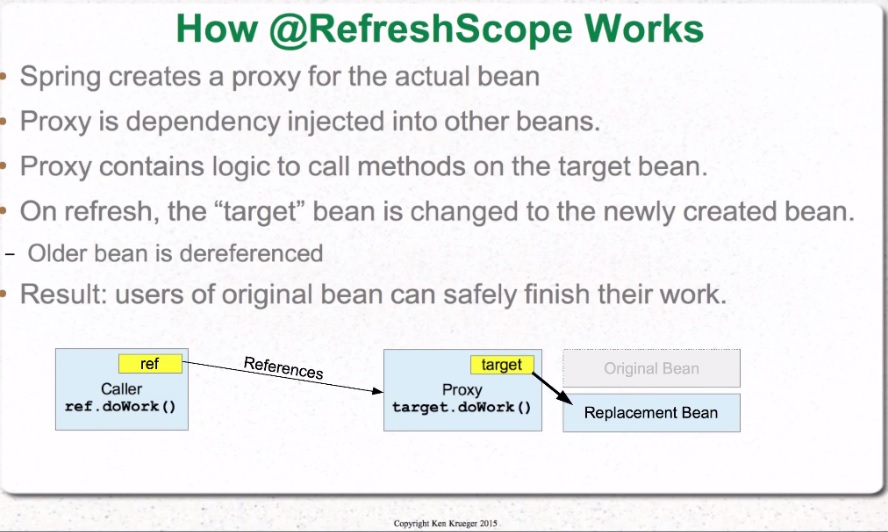 How @RefreshScope Works
• Spring creates a proxy for the actual bean
• Proxy is dependency injected into other beans.
• Proxy contains logic to call methods on the target bean.
• On refresh, the “target” bean is changed to the newly created bean.
– Older bean is dereferenced
• Result: users of original bean can safely finish their work.
ref
References
target
Original Bean
Caller
ref.doWork()
Proxy
target.doWork()
Replacement Bean
Copyright Ken Krueger 2015